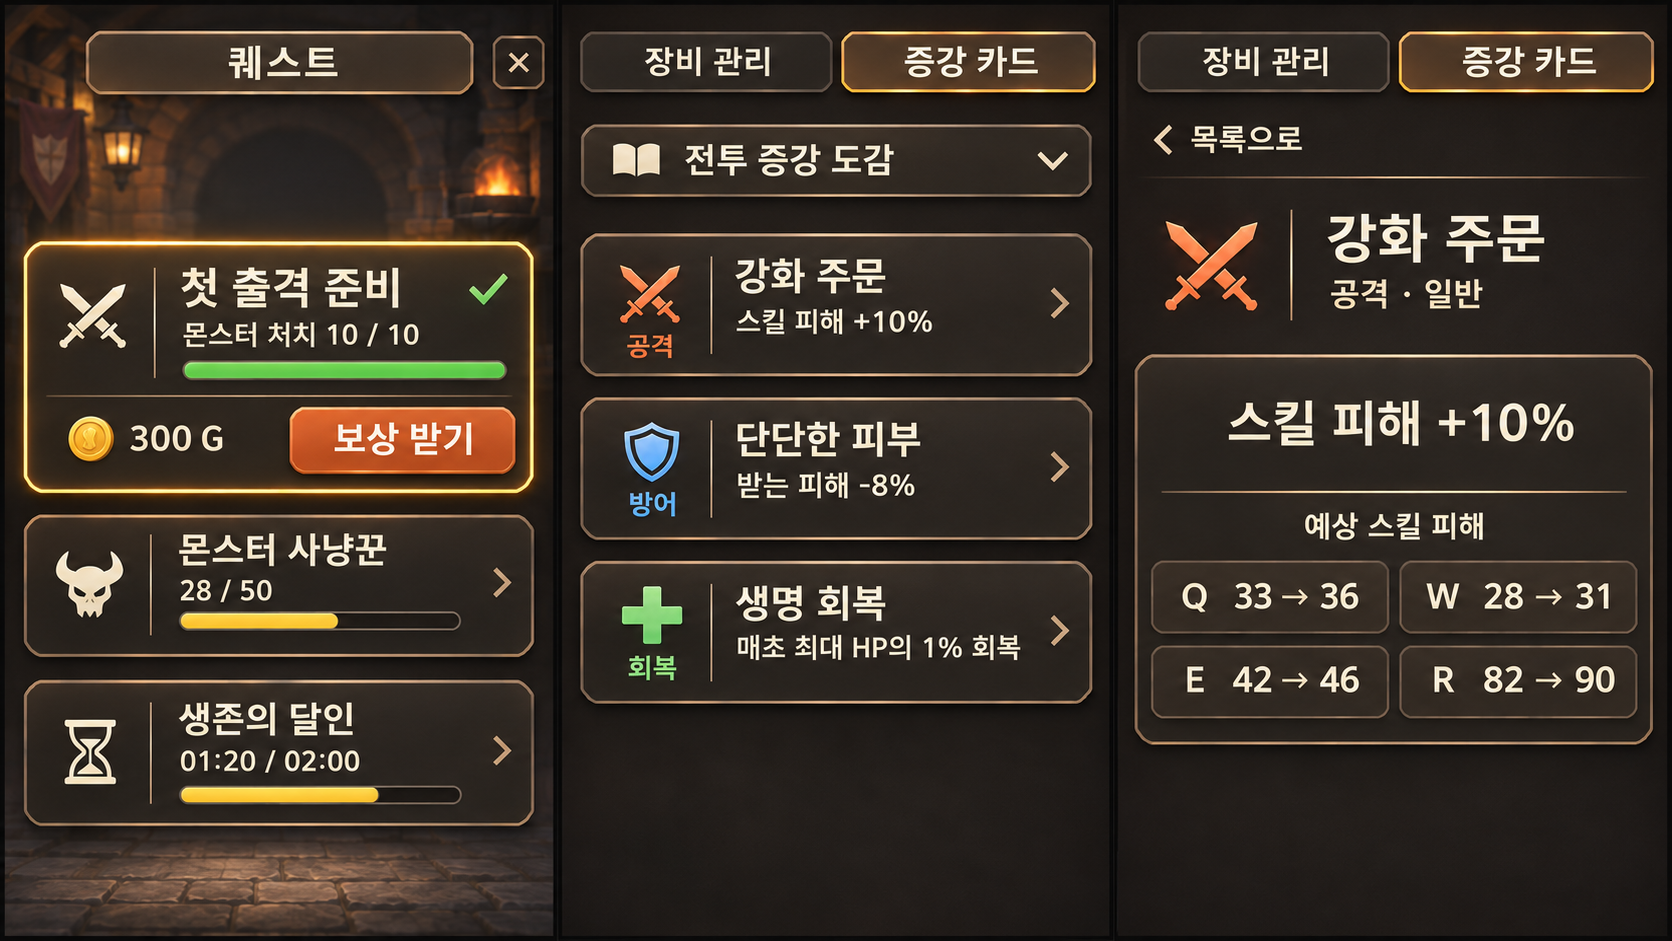 퀘스트
첫 출격 준비
몬스터 처치 10 / 10
300 G
보상 받기
몬스터 사냥꾼
28 / 50
생존의 달인
01:20 / 02:00
장비 관리
증강 카드
전투 증강 도감
강화 주문
스킬 피해 +10%
공격
단단한 피부
받는 피해 -8%
방어
생명 회복
매초 최대 HP의 1% 회복
회복
장비 관리
증강 카드
목록으로
강화 주문
공격 · 일반
스킬 피해 +10%
예상 스킬 피해
Q 33 → 36
W 28 → 31
E 42 → 46
R 82 → 90